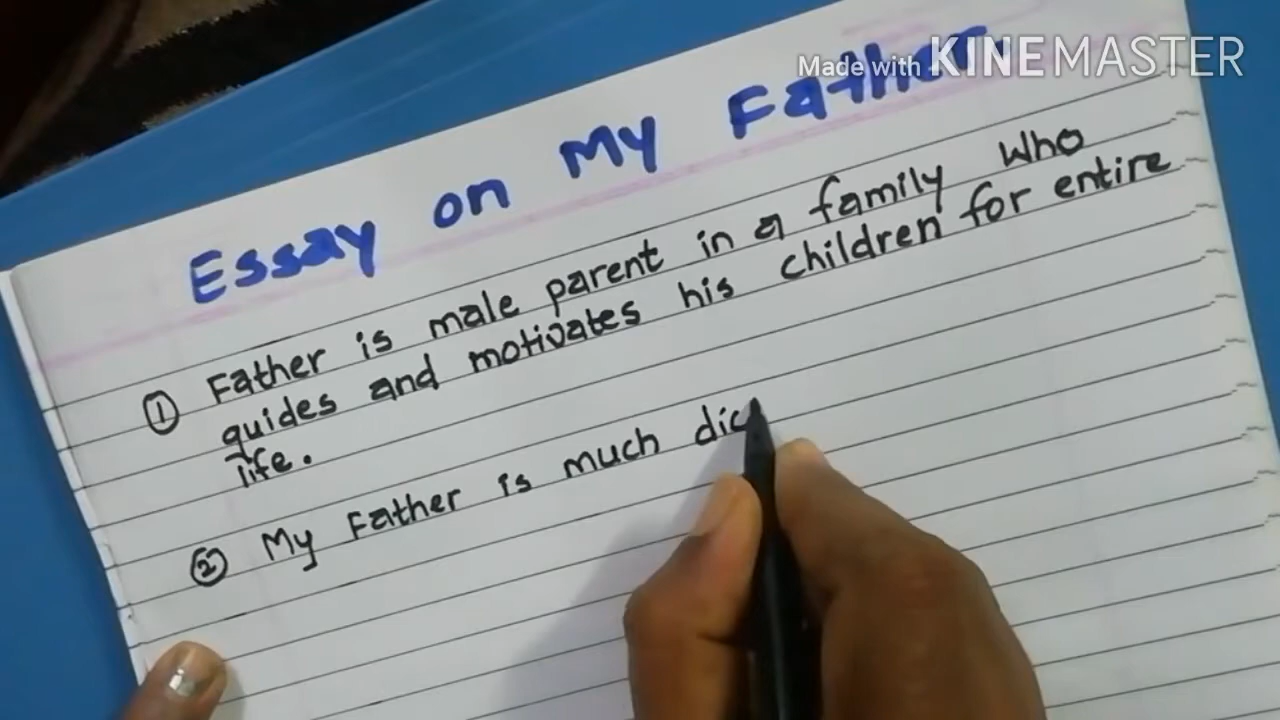 Made with KINEMASTER
Essay on My Father
① Father is male parent in a family who
guides and motivates his children for entire
life.
② My Father is much